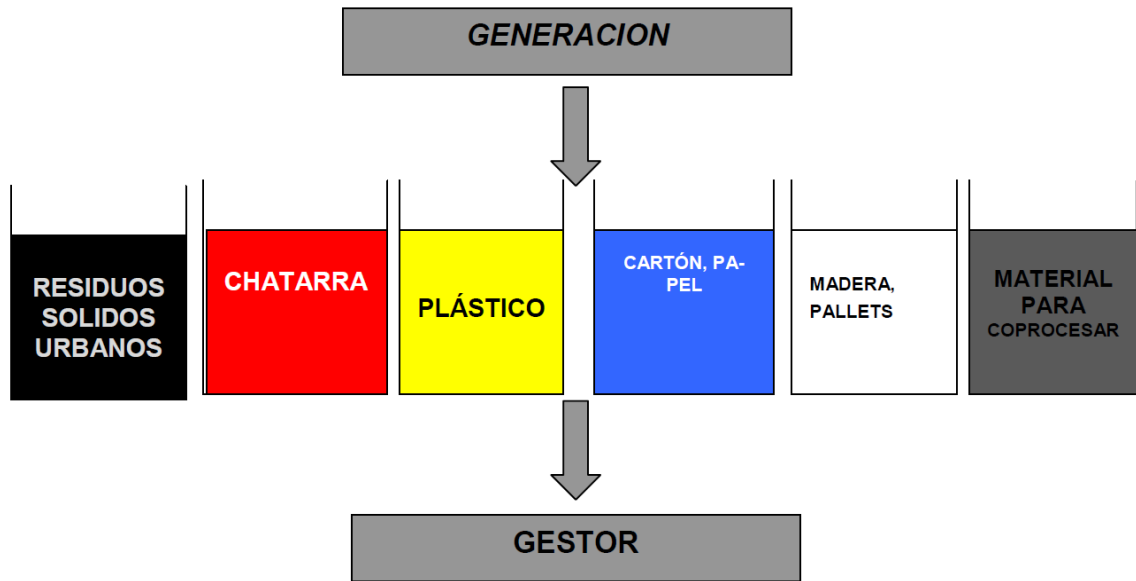 GENERACION
RESIDUOS
SOLIDOS
URBANOS
CHATARRA
PLÁSTICO
CARTÓN, PA-
PEL
MADERA,
PALLETS
MATERIAL
PARA
COPROCESAR
GESTOR